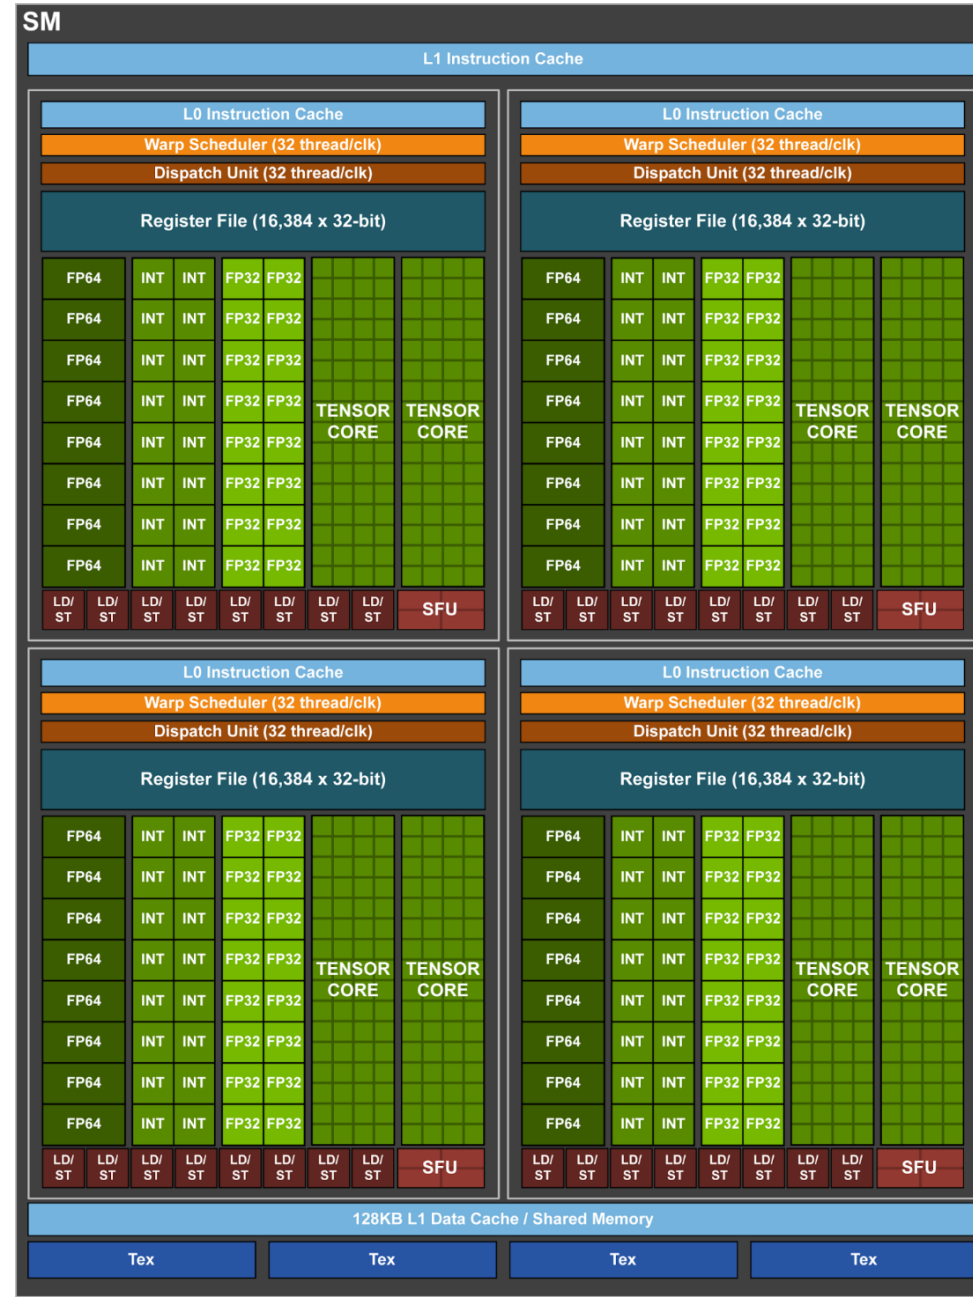 SM
L1 Instruction Cache
L0 Instruction Cache
Warp Scheduler (32 thread/clk)
Dispatch Unit (32 thread/clk)
Register File (16,384 x 32-bit)
FP64 INT INT FP32 FP32
FP64 INT INT FP32 FP32
FP64 INT INT FP32 FP32
FP64 INT INT FP32 FP32
FP64 INT INT FP32 FP32
FP64 INT INT FP32 FP32
FP64 INT INT FP32 FP32
FP64 INT INT FP32 FP32
TENSOR CORE
TENSOR CORE
LD/ST LD/ST LD/ST LD/ST LD/ST LD/ST LD/ST LD/ST SFU
L0 Instruction Cache
Warp Scheduler (32 thread/clk)
Dispatch Unit (32 thread/clk)
Register File (16,384 x 32-bit)
FP64 INT INT FP32 FP32
FP64 INT INT FP32 FP32
FP64 INT INT FP32 FP32
FP64 INT INT FP32 FP32
FP64 INT INT FP32 FP32
FP64 INT INT FP32 FP32
FP64 INT INT FP32 FP32
FP64 INT INT FP32 FP32
TENSOR CORE
TENSOR CORE
LD/ST LD/ST LD/ST LD/ST LD/ST LD/ST LD/ST LD/ST SFU
L0 Instruction Cache
Warp Scheduler (32 thread/clk)
Dispatch Unit (32 thread/clk)
Register File (16,384 x 32-bit)
FP64 INT INT FP32 FP32
FP64 INT INT FP32 FP32
FP64 INT INT FP32 FP32
FP64 INT INT FP32 FP32
FP64 INT INT FP32 FP32
FP64 INT INT FP32 FP32
FP64 INT INT FP32 FP32
FP64 INT INT FP32 FP32
TENSOR CORE
TENSOR CORE
LD/ST LD/ST LD/ST LD/ST LD/ST LD/ST LD/ST LD/ST SFU
L0 Instruction Cache
Warp Scheduler (32 thread/clk)
Dispatch Unit (32 thread/clk)
Register File (16,384 x 32-bit)
FP64 INT INT FP32 FP32
FP64 INT INT FP32 FP32
FP64 INT INT FP32 FP32
FP64 INT INT FP32 FP32
FP64 INT INT FP32 FP32
FP64 INT INT FP32 FP32
FP64 INT INT FP32 FP32
FP64 INT INT FP32 FP32
TENSOR CORE
TENSOR CORE
LD/ST LD/ST LD/ST LD/ST LD/ST LD/ST LD/ST LD/ST SFU
128KB L1 Data Cache / Shared Memory
Tex Tex Tex Tex